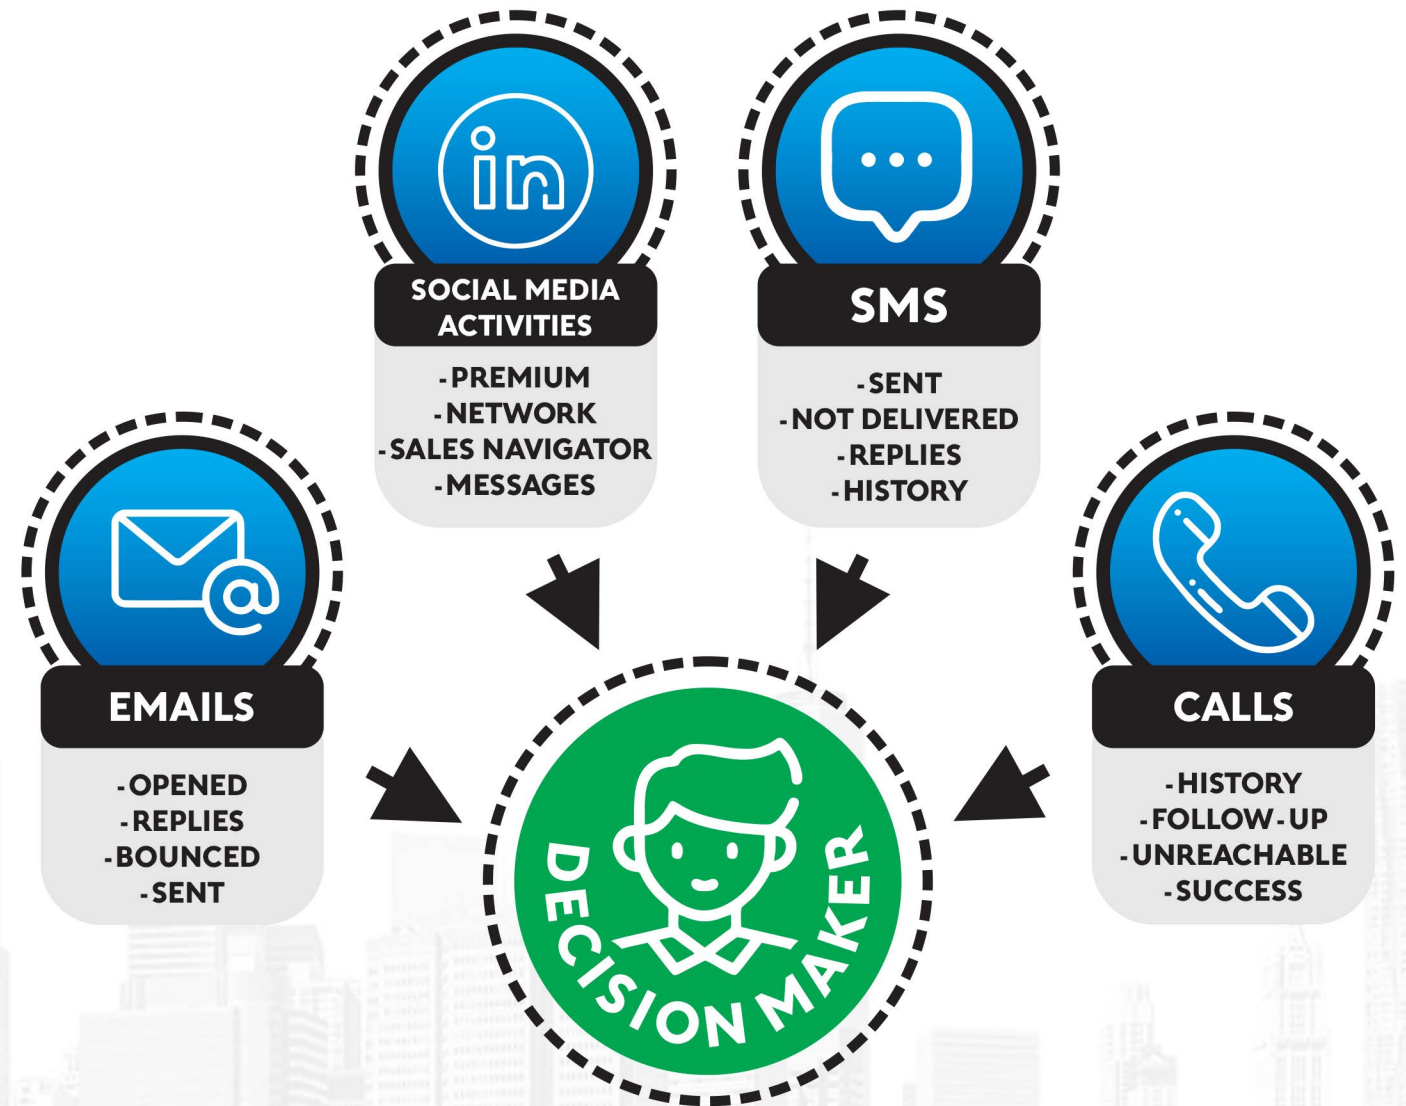 in
SOCIAL MEDIA
ACTIVITIES
-PREMIUM
-NETWORK
-SALES NAVIGATOR
-MESSAGES
SMS
-SENT
-NOT DELIVERED
-REPLIES
-HISTORY
@
EMAILS
-OPENED
-REPLIES
-BOUNCED
-SENT
CALLS
-HISTORY
-FOLLOW-UP
-UNREACHABLE
-SUCCESS
DECISION MAKER